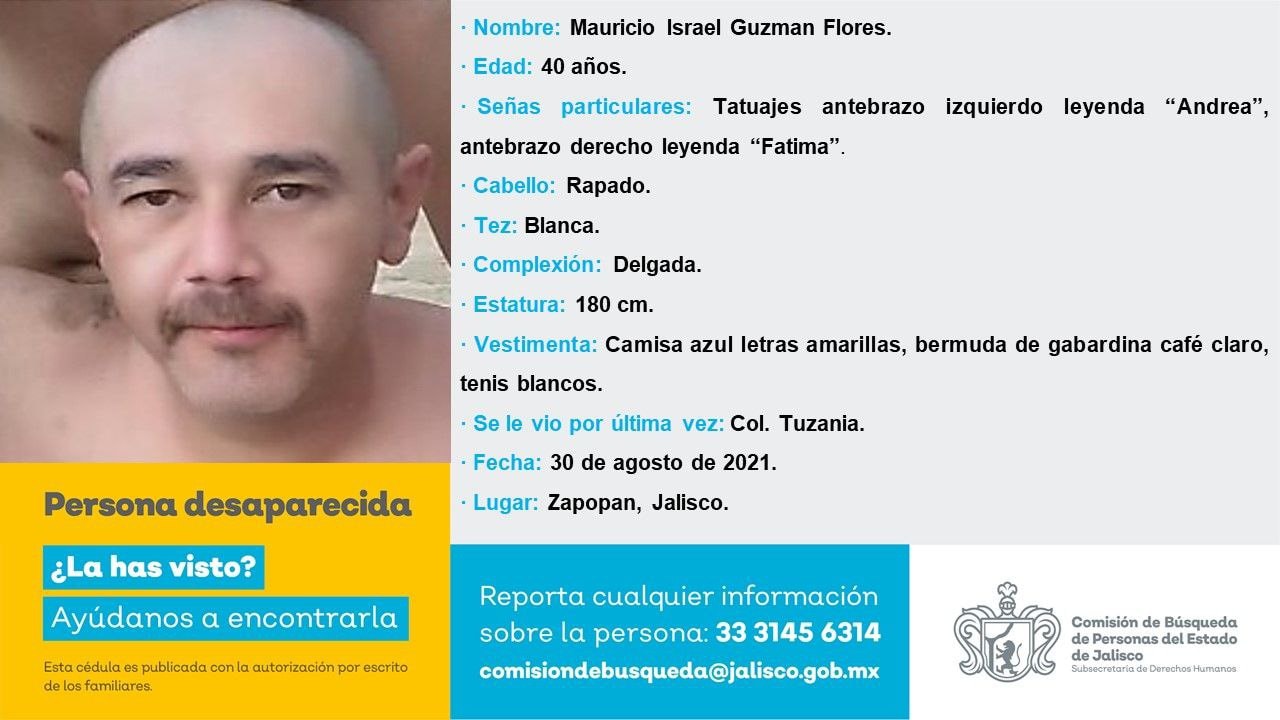 · Nombre: Mauricio Israel Guzman Flores.
· Edad: 40 años.
· Señas particulares: Tatuajes antebrazo izquierdo leyenda “Andrea”,
antebrazo derecho leyenda “Fatima”.
· Cabello: Rapado.
· Tez: Blanca.
· Complexión: Delgada.
· Estatura: 180 cm.
· Vestimenta: Camisa azul letras amarillas, bermuda de gabardina café claro,
tenis blancos.
· Se le vio por última vez: Col. Tuzania.
· Fecha: 30 de agosto de 2021.
· Lugar: Zapopan, Jalisco.
Persona desaparecida
¿La has visto?
Ayúdanos a encontrarla
Esta cédula es publicada con la autorización por escrito
de los familiares.
Reporta cualquier información
sobre la persona: 33 3145 6314
comisiondebusqueda@jalisco.gob.mx
Comisión de Búsqueda
de Personas del Estado
de Jalisco
Subsecretaría de Derechos Humanos